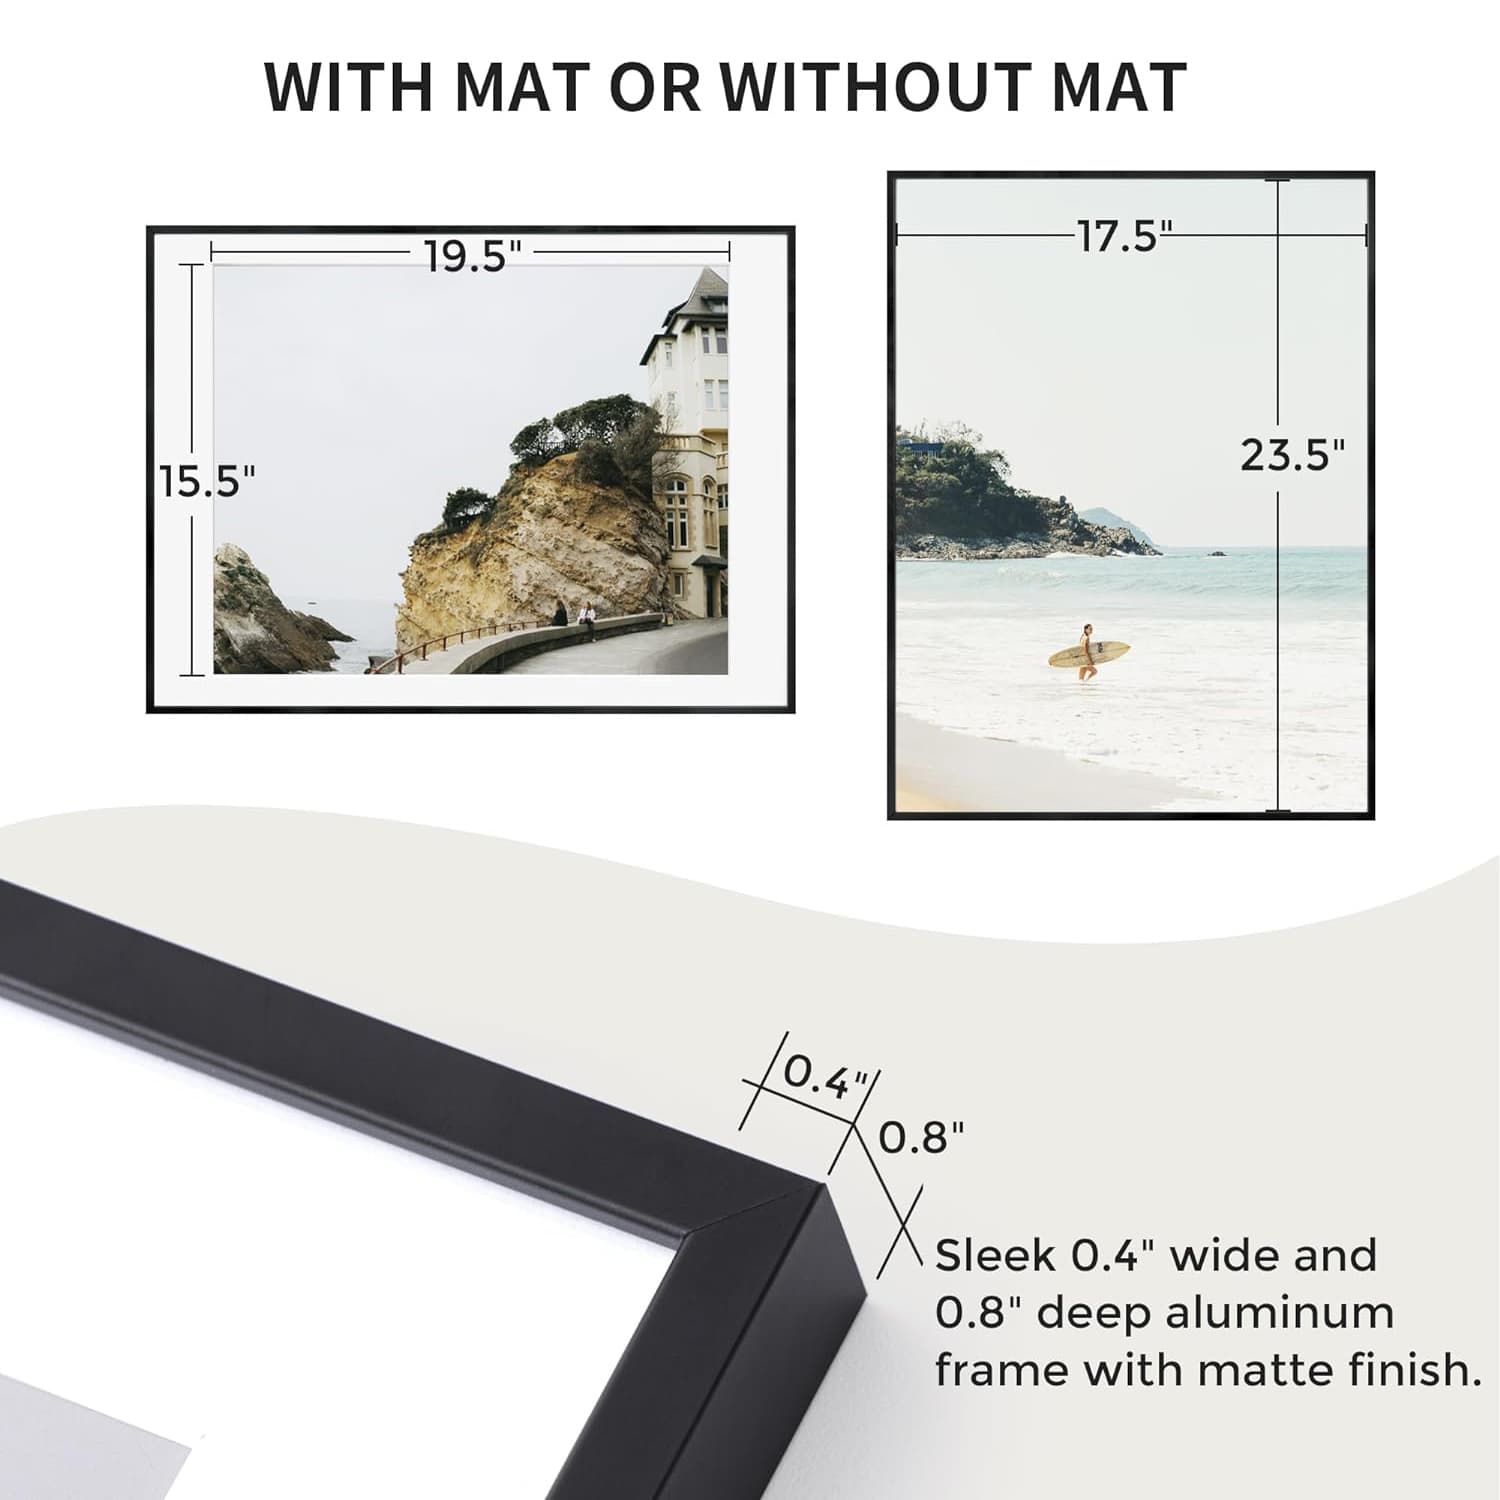 WITH MAT OR WITHOUT MAT
19.5"
15.5"
17.5"
23.5"
0.4"
0.8"
Sleek 0.4" wide and
0.8" deep aluminum
frame with matte finish.